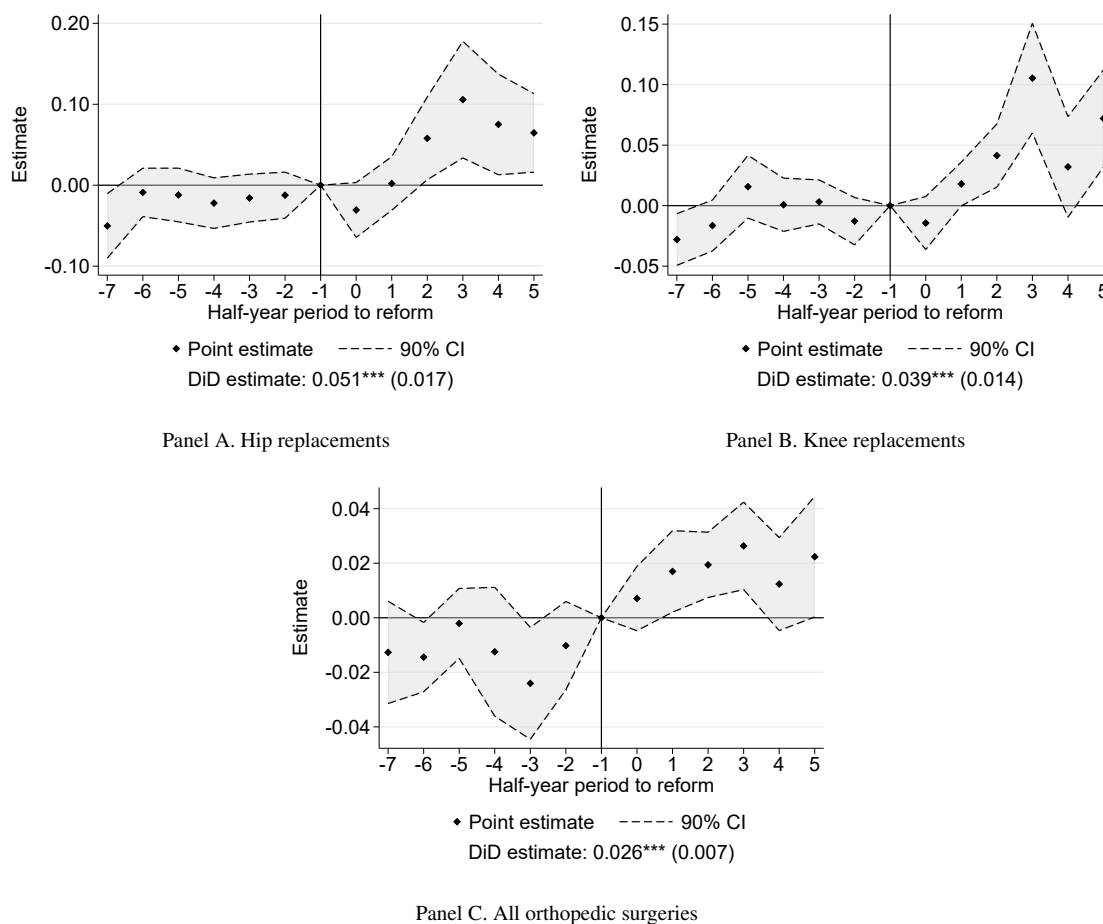 0.20
0.10
0.00
-0.10
Estimate
-7 -6 -5 -4 -3 -2 -1 0 1 2 3 4 5
Half-year period to reform
Point estimate 90% CI
DiD estimate: 0.051*** (0.017)
Panel A. Hip replacements
0.15
0.10
0.05
0.00
-0.05
Estimate
-7 -6 -5 -4 -3 -2 -1 0 1 2 3 4 5
Half-year period to reform
Point estimate 90% CI
DiD estimate: 0.039*** (0.014)
Panel B. Knee replacements
0.04
0.02
0.00
-0.02
-0.04
Estimate
-7 -6 -5 -4 -3 -2 -1 0 1 2 3 4 5
Half-year period to reform
Point estimate 90% CI
DiD estimate: 0.026*** (0.007)
Panel C. All orthopedic surgeries